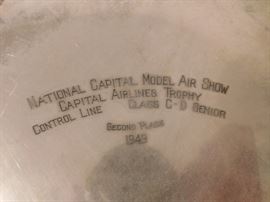 National Capital Model Air Show
Capital Airlines Trophy
Control Line Class C-D Senior
Second Place
1949